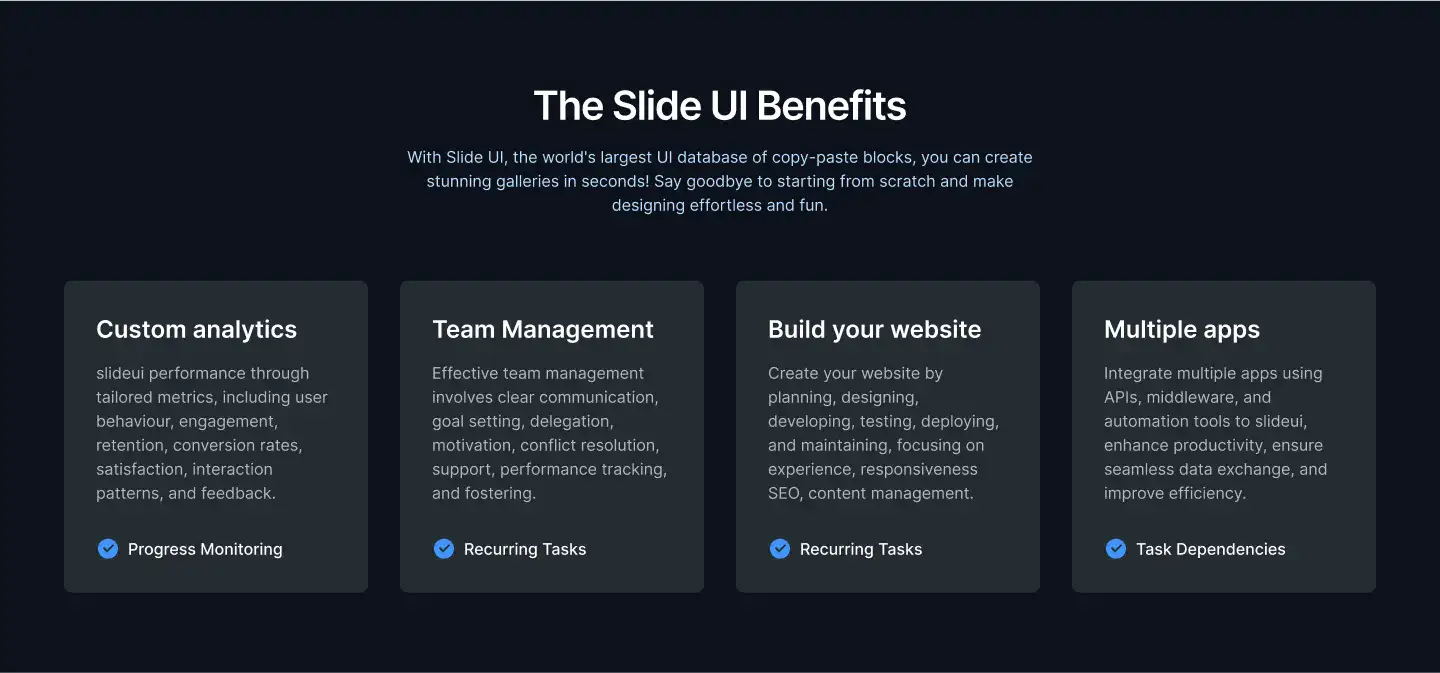 The Slide UI Benefits
With Slide UI, the world's largest UI database of copy-paste blocks, you can create
stunning galleries in seconds! Say goodbye to starting from scratch and make
designing effortless and fun.
Custom analytics
slideui performance through
tailored metrics, including user
behaviour, engagement,
retention, conversion rates,
satisfaction, interaction
patterns, and feedback.
Progress Monitoring
Team Management
Effective team management
involves clear communication,
goal setting, delegation,
motivation, conflict resolution,
support, performance tracking,
and fostering.
Recurring Tasks
Build your website
Create your website by
planning, designing,
developing, testing, deploying,
and maintaining, focusing on
experience, responsiveness
SEO, content management.
Recurring Tasks
Multiple apps
Integrate multiple apps using
APIs, middleware, and
automation tools to slideui,
enhance productivity, ensure
seamless data exchange, and
improve efficiency.
Task Dependencies